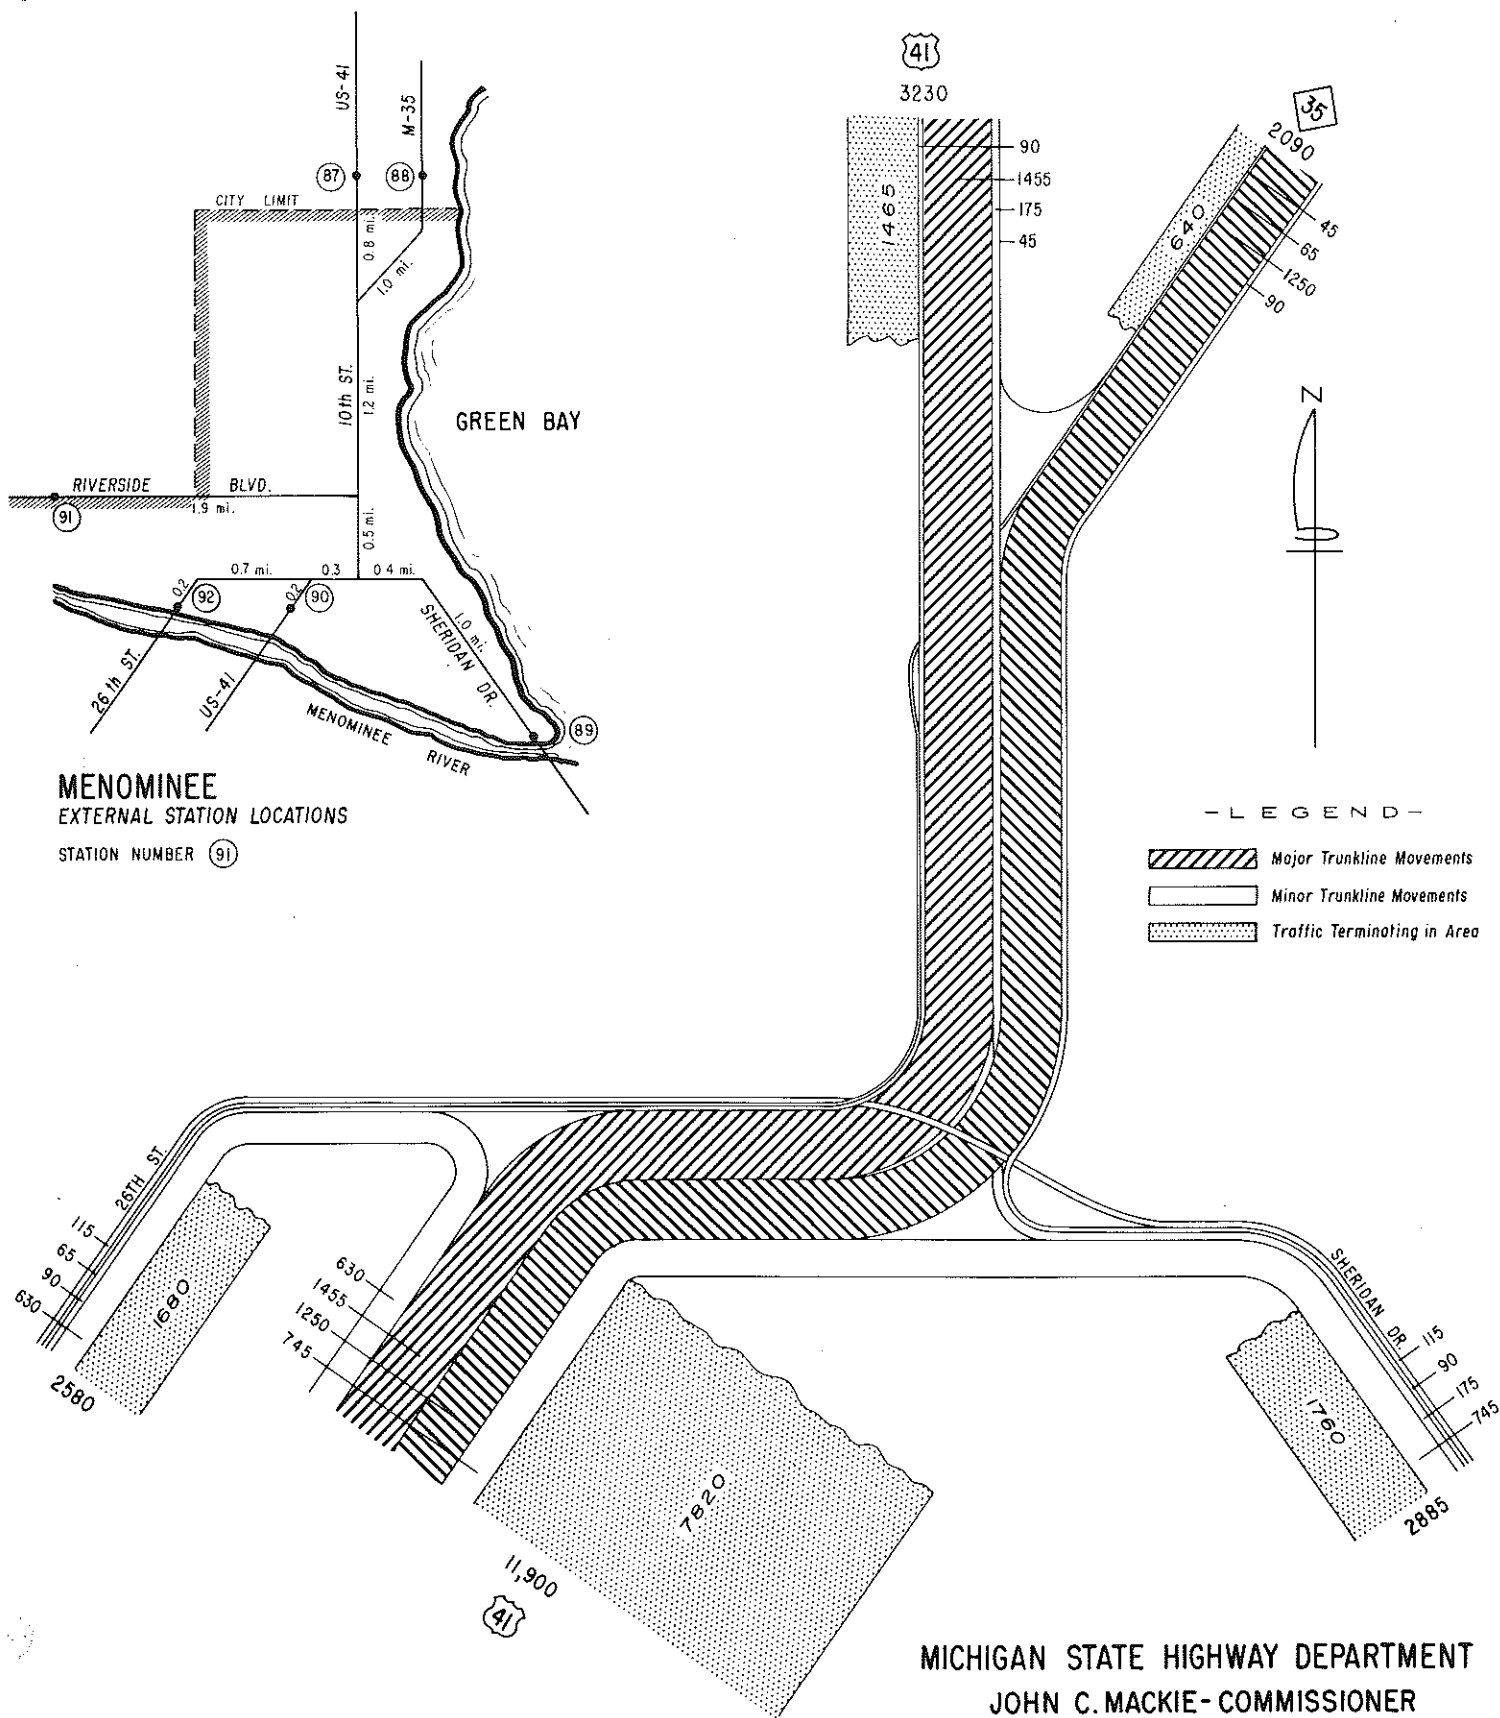 US-41
M-35
87
88
CITY LIMIT
0.8 mi.
1.0 mi.
10th ST.
1.2 mi.
GREEN BAY
RIVERSIDE BLVD.
1.9 mi.
91
0.5 mi.
0.7 mi.
0.3
0.4 mi.
0.2
92
0.2
90
1.0 mi.
SHERIDAN DR.
26 th ST.
US-41
MENOMINEE RIVER
89
MENOMINEE
EXTERNAL STATION LOCATIONS
STATION NUMBER 91
41
3230
90
1455
175
45
1465
35
2090
640
45
65
1250
90
N
-LEGEND-
Major Trunkline Movements
Minor Trunkline Movements
Traffic Terminating in Area
26TH ST.
115
65
90
630
1680
2580
630
1455
1250
745
7820
11,900
41
SHERIDAN DR.
115
90
175
745
1760
2885
MICHIGAN STATE HIGHWAY DEPARTMENT
JOHN C. MACKIE - COMMISSIONER